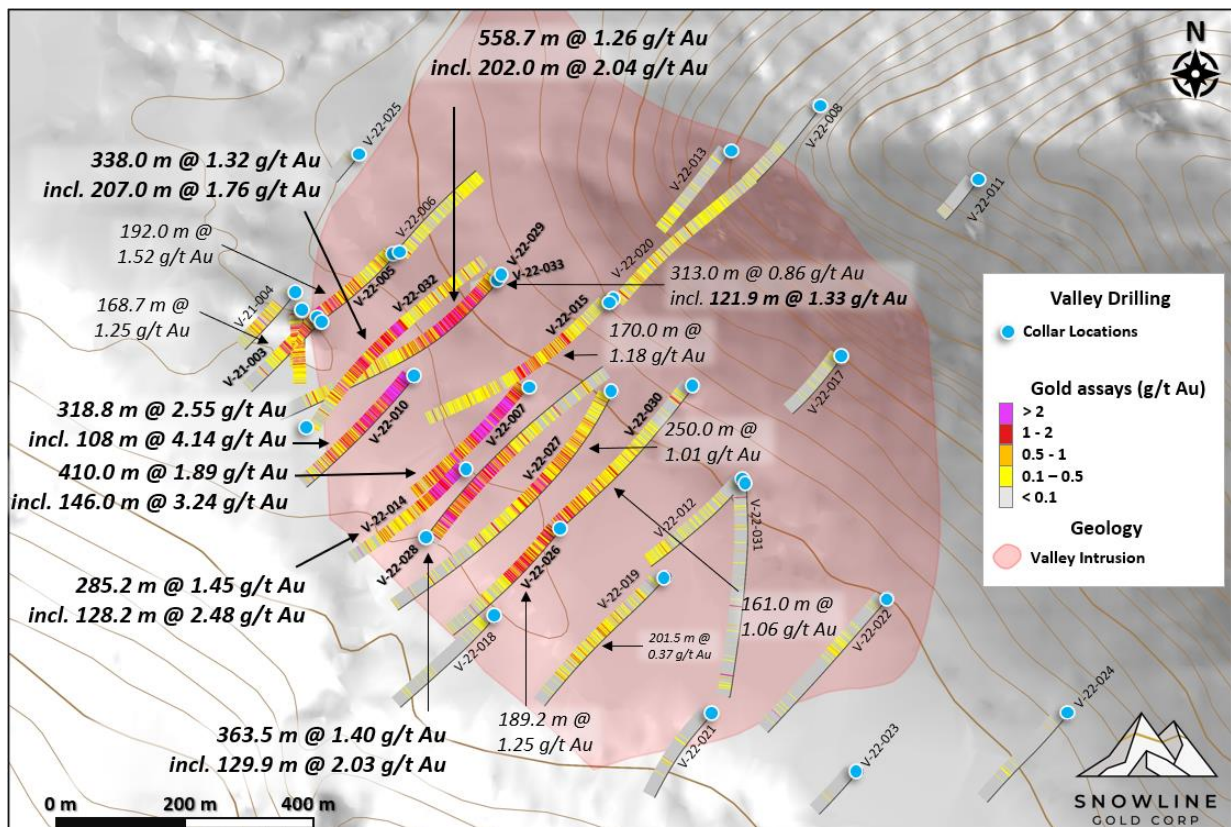 558.7 m @ 1.26 g/t Au
incl. 202.0 m @ 2.04 g/t Au
N
V-22-025
V-22-008
V-22-013
V-22-011
338.0 m @ 1.32 g/t Au
incl. 207.0 m @ 1.76 g/t Au
V-22-006
192.0 m @
1.52 g/t Au
V-22-005
V-22-032
V-22-029
V-22-033
V-22-020
313.0 m @ 0.86 g/t Au
incl. 121.9 m @ 1.33 g/t Au
168.7 m @
1.25 g/t Au
V-21-004
V-21-003
V-22-015
170.0 m @
1.18 g/t Au
V-22-017
Valley Drilling
Collar Locations
Gold assays (g/t Au)
> 2
1 - 2
0.5 - 1
0.1 – 0.5
< 0.1
Geology
Valley Intrusion
318.8 m @ 2.55 g/t Au
incl. 108 m @ 4.14 g/t Au
V-22-010
V-22-007
V-22-030
V-22-027
250.0 m @
1.01 g/t Au
410.0 m @ 1.89 g/t Au
incl. 146.0 m @ 3.24 g/t Au
V-22-014
V-22-028
V-22-026
V-22-012
V-22-031
285.2 m @ 1.45 g/t Au
incl. 128.2 m @ 2.48 g/t Au
V-22-019
161.0 m @
1.06 g/t Au
V-22-018
201.5 m @
0.37 g/t Au
V-22-022
363.5 m @ 1.40 g/t Au
incl. 129.9 m @ 2.03 g/t Au
189.2 m @
1.25 g/t Au
V-22-021
V-22-023
V-22-024
0 m
200 m
400 m
SNOWLINE
GOLD CORP